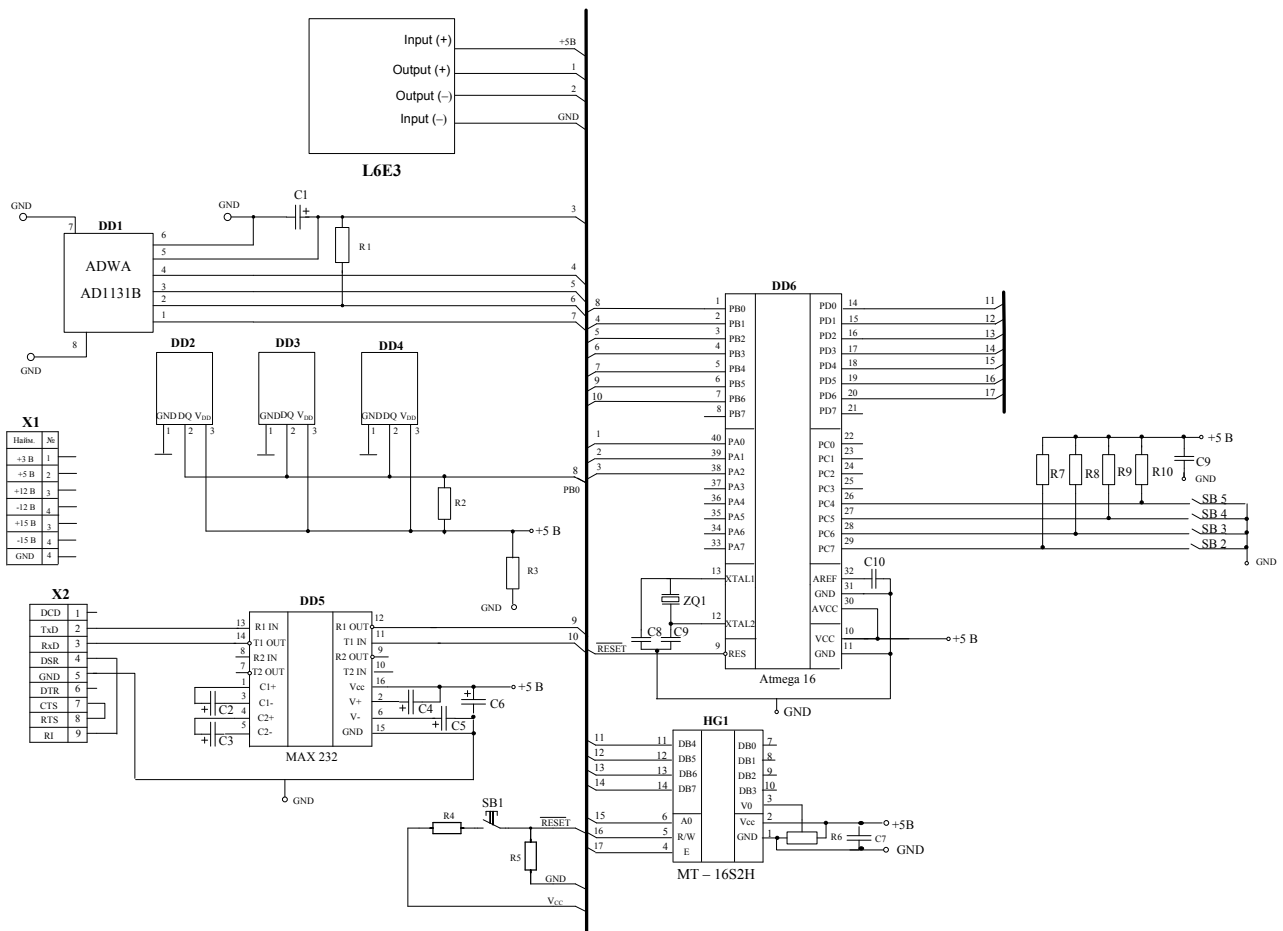 Input (+)
+5В
Output (+)
1
Output (–)
2
Input (–)
GND
L6E3
GND
7
DD1
GND
C1
+
3
R1
ADWA
AD1131B
6
5
4
4
3
5
2
6
1
7
8
GND
DD2
DD3
DD4
GND DQ VDD
1 2 3
GND DQ VDD
1 2 3
GND DQ VDD
1 2 3
8
PB0
R2
+5 В
R3
GND
X1
Найм. №
+3 В 1
+5 В 2
+12 В 3
-12 В 4
+15 В 3
-15 В 4
GND 4
X2
DCD 1
TxD 2
RxD 3
DSR 4
GND 5
DTR 6
CTS 7
RTS 8
RI 9
DD5
13 R1 IN R1 OUT 12 9
14 T1 OUT T1 IN 11 10
8 R2 IN R2 OUT 9
7 T2 OUT T2 IN 10
1 C1+ Vcc 16 +5 В
3 C1- V+ 2
4 C2+ V- 6
5 C2- GND 15
+ C2
+ C3
+ C4
+ C5
+ C6
MAX 232
GND
R4
SB1
RESET
R5
GND
VCC
DD6
8 1 PB0 PD0 14 11
4 2 PB1 PD1 15 12
5 3 PB2 PD2 16 13
6 4 PB3 PD3 17 14
7 5 PB4 PD4 18 15
9 6 PB5 PD5 19 16
10 7 PB6 PD6 20 17
8 PB7 PD7 21
1 40 PA0 PC0 22
2 39 PA1 PC1 23
3 38 PA2 PC2 24
37 PA3 PC3 25
36 PA4 PC4 26
35 PA5 PC5 27
34 PA6 PC6 28
33 PA7 PC7 29
13 XTAL1 AREF 32
GND 31
AVCC 30
12 XTAL2
VCC 10
RESET 9 RES GND 11
ZQ1
C8
C9
C10
+5 В
Atmega 16
GND
R7
R8
R9
R10
+5 В
C9
GND
SB 5
SB 4
SB 3
SB 2
GND
HG1
11 11 DB4 DB0 7
12 12 DB5 DB1 8
13 13 DB6 DB2 9
14 14 DB7 DB3 10
V0 3
15 6 A0 Vcc 2
16 5 R/W GND 1
17 4 E
R6
C7
+5В
GND
MT – 16S2H